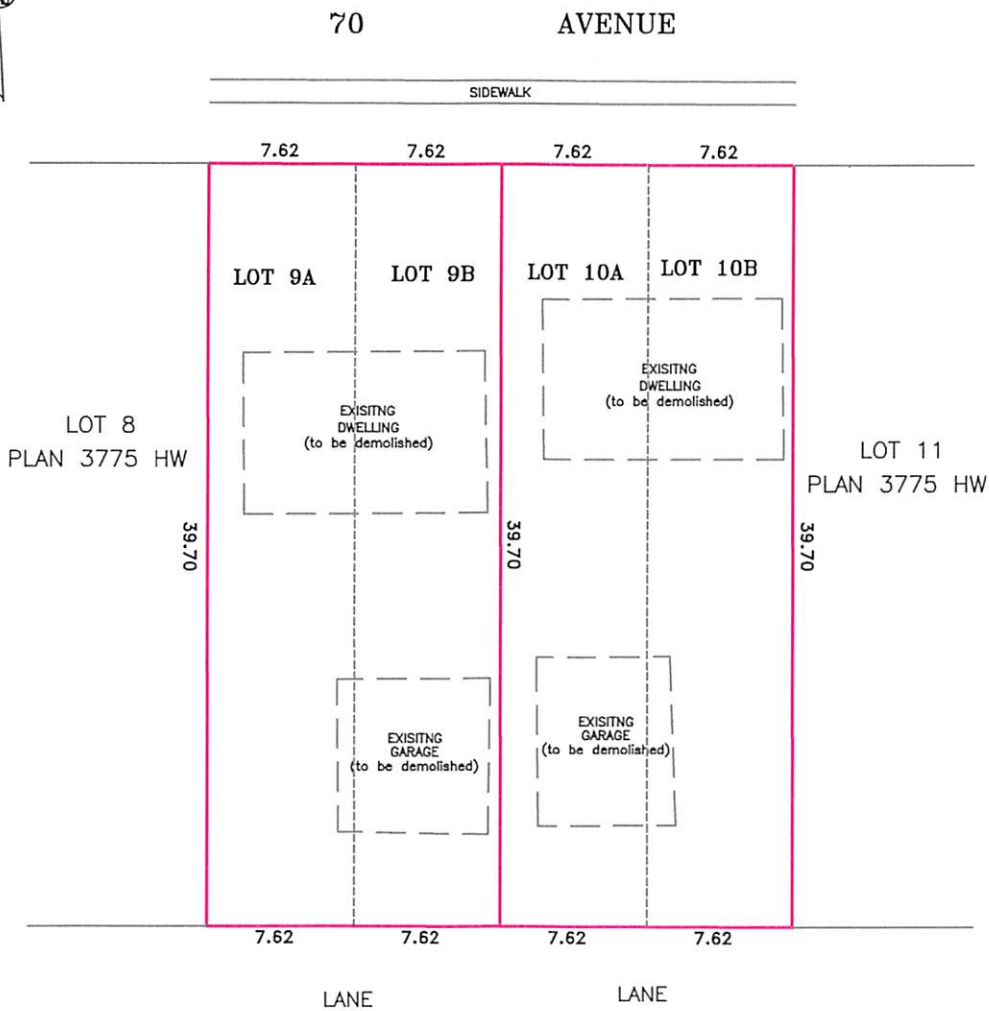 70 AVENUE
SIDEWALK
7.62 7.62 7.62 7.62
LOT 9A LOT 9B LOT 10A LOT 10B
EXISITNG
DWELLING
(to be demolished)
EXISITNG
DWELLING
(to be demolished)
LOT 8
PLAN 3775 HW
LOT 11
PLAN 3775 HW
39.70 39.70 39.70
EXISITNG
GARAGE
(to be demolished)
EXISITNG
GARAGE
(to be demolished)
7.62 7.62 7.62 7.62
LANE LANE